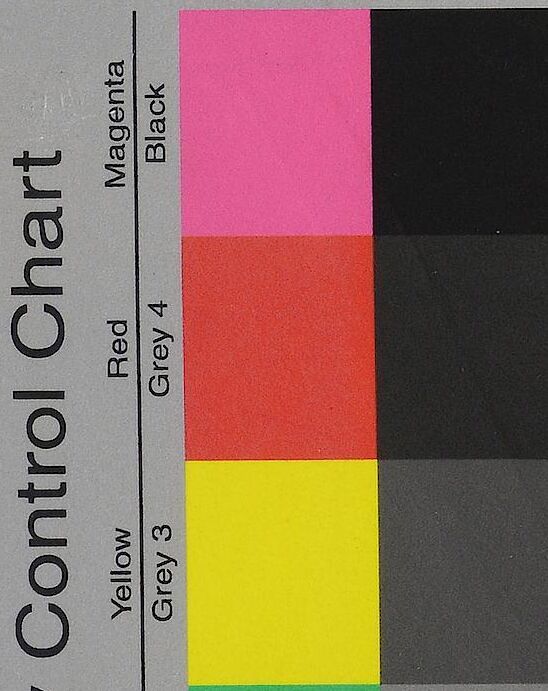 Control Chart
Yellow Red Magenta
Grey 3 Grey 4 Black